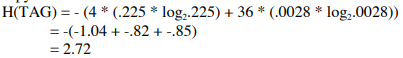 H(TAG) = - (4 * (.225 * log₂.225) + 36 * (.0028 * log₂.0028))
= -(-1.04 + -.82 + -.85)
= 2.72